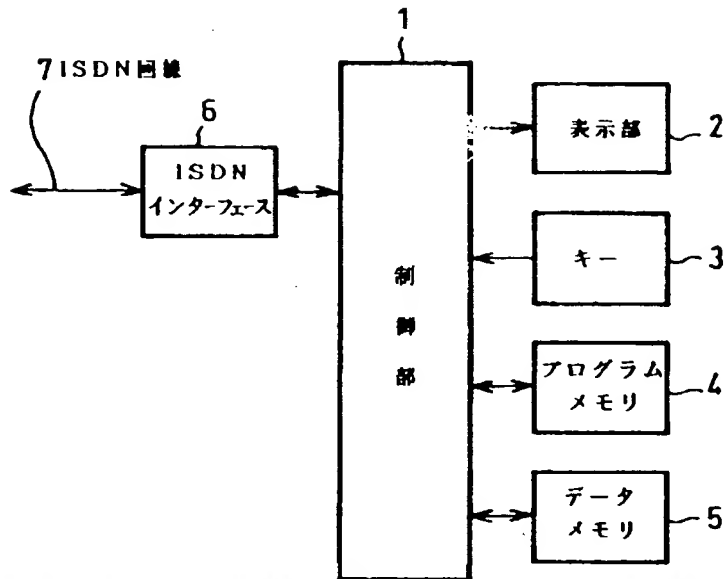 1
7 ISDN回線
6
ISDN
インターフェース
制
御
部
表示部
2
キー
3
プログラム
メモリ
4
データ
メモリ
5